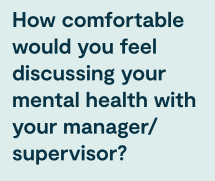 How comfortable
would you feel
discussing your
mental health with
your manager/
supervisor?